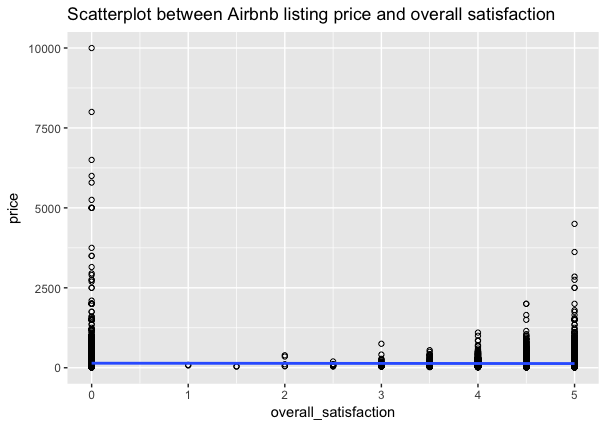 Scatterplot between Airbnb listing price and overall satisfaction
10000
7500
5000
2500
0
price
0 1 2 3 4 5
overall_satisfaction